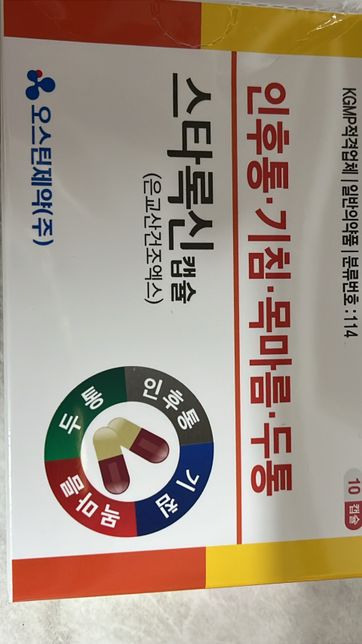 KGMP적격업체 | 일반의약품 | 분류번호 : 114
10 캡슐
인후통·기침·목마름·두통
스타록신캡슐
(은교산건조엑스)
인후통
기침
목마름
두통
오스틴제약(주)